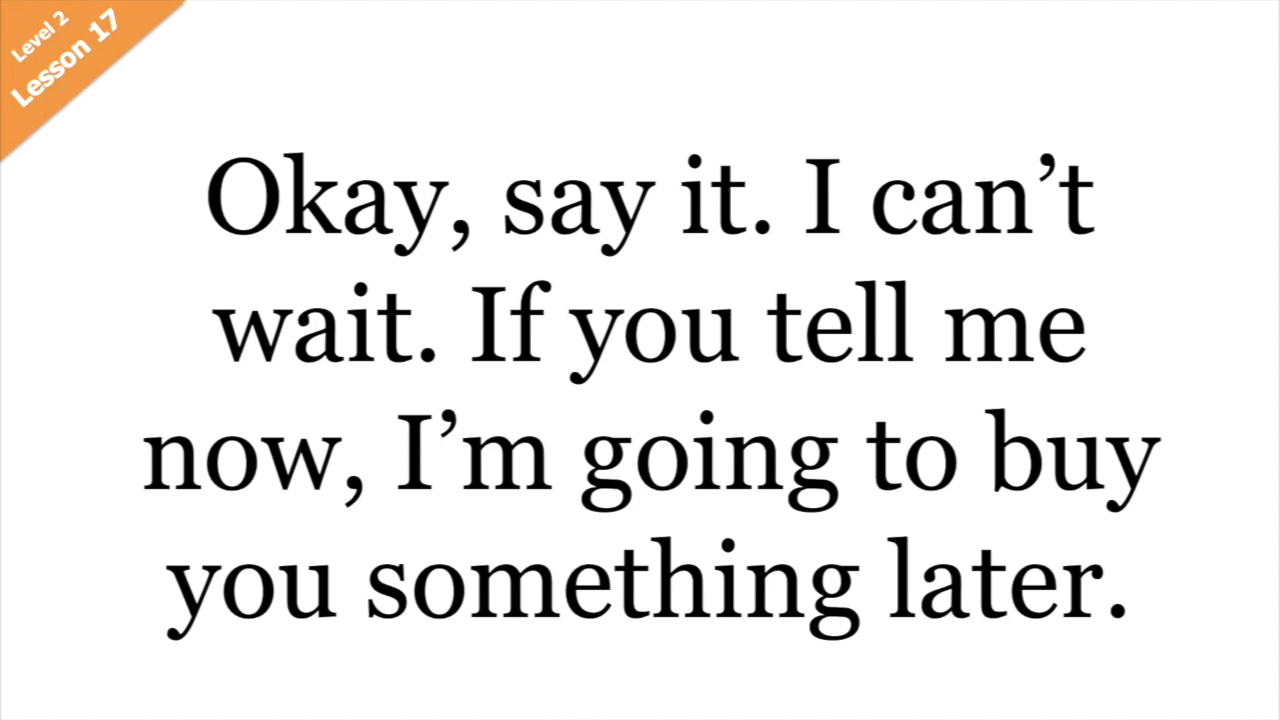 Level 2
Lesson 17
Okay, say it. I can’t
wait. If you tell me
now, I’m going to buy
you something later.